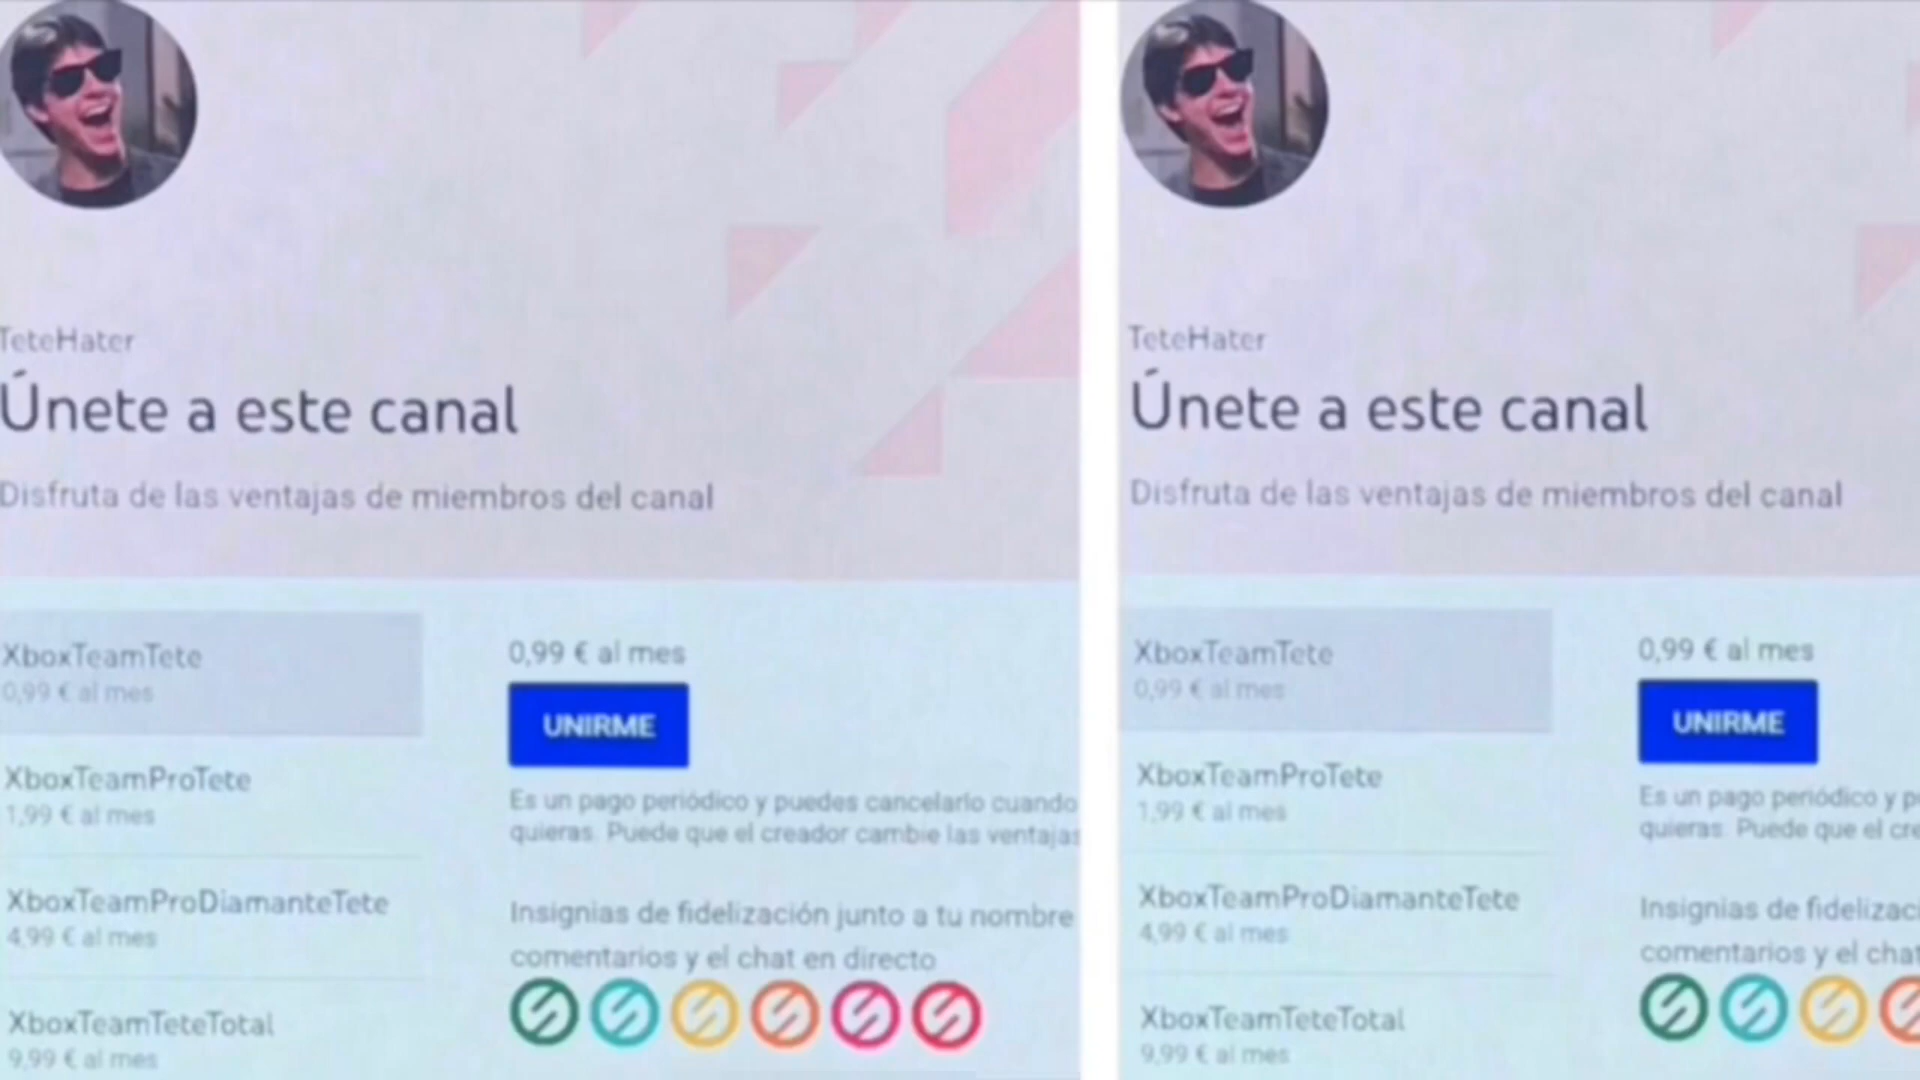 TeteHater
Únete a este canal
Disfruta de las ventajas de miembros del canal
XboxTeamTete
0,99 € al mes
XboxTeamProTete
1,99 € al mes
XboxTeamProDiamanteTete
4,99 € al mes
XboxTeamTeteTotal
9,99 € al mes
0,99 € al mes
UNIRME
Es un pago periódico y puedes cancelarlo cuando
quieras. Puede que el creador cambie las ventajas
Insignias de fidelización junto a tu nombre
comentarios y el chat en directo
TeteHater
Únete a este canal
Disfruta de las ventajas de miembros del canal
XboxTeamTete
0,99 € al mes
XboxTeamProTete
1,99 € al mes
XboxTeamProDiamanteTete
4,99 € al mes
XboxTeamTeteTotal
9,99 € al mes
0,99 € al mes
UNIRME
Es un pago periódico y
quieras. Puede que el
Insignias de
comentarios y el chat